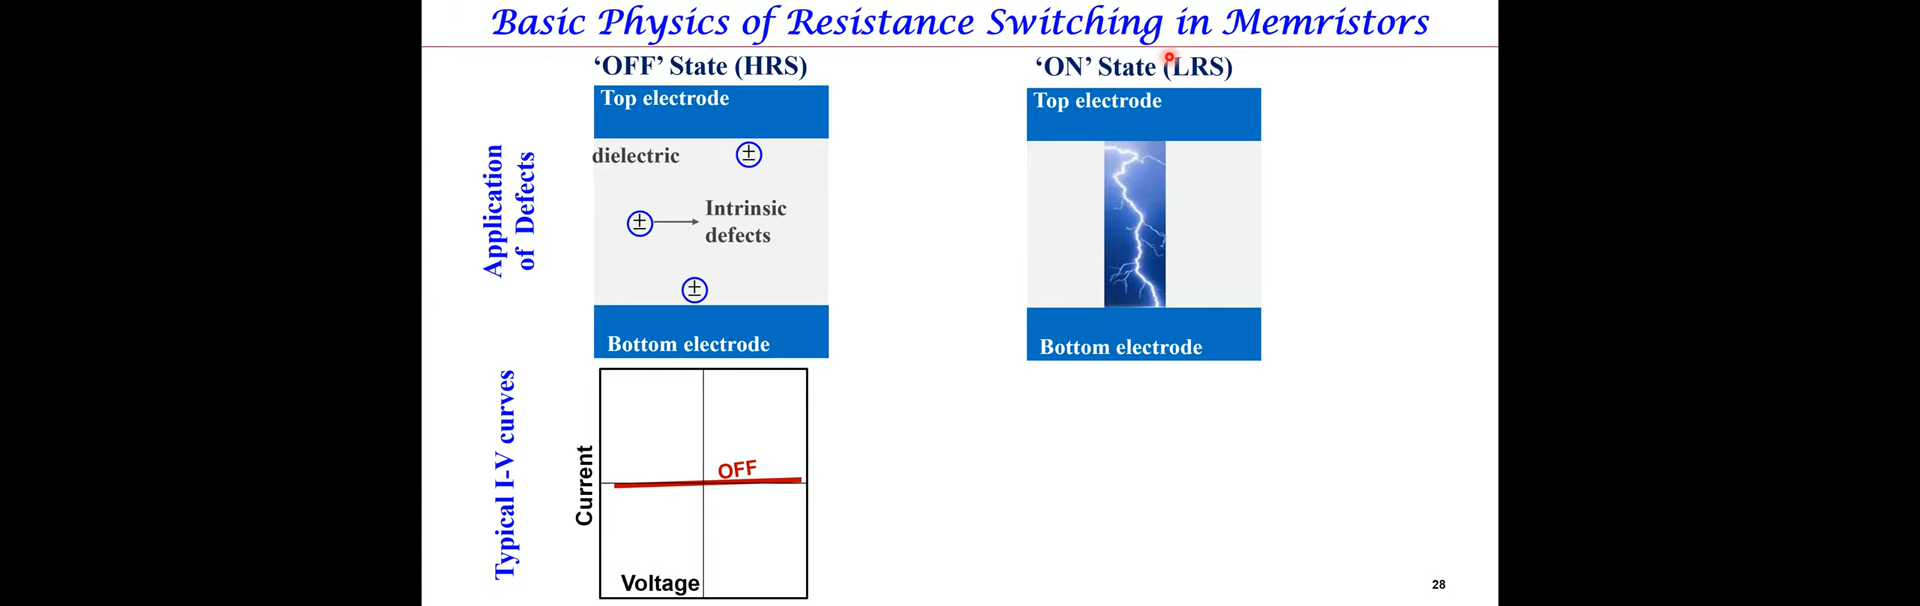 Basic Physics of Resistance Switching in Memristors
‘OFF’ State (HRS)
‘ON’ State (LRS)
Application
of Defects
Top electrode
dielectric
±
±
Intrinsic
defects
±
Bottom electrode
Top electrode
Bottom electrode
Typical I-V curves
Current
OFF
Voltage
28